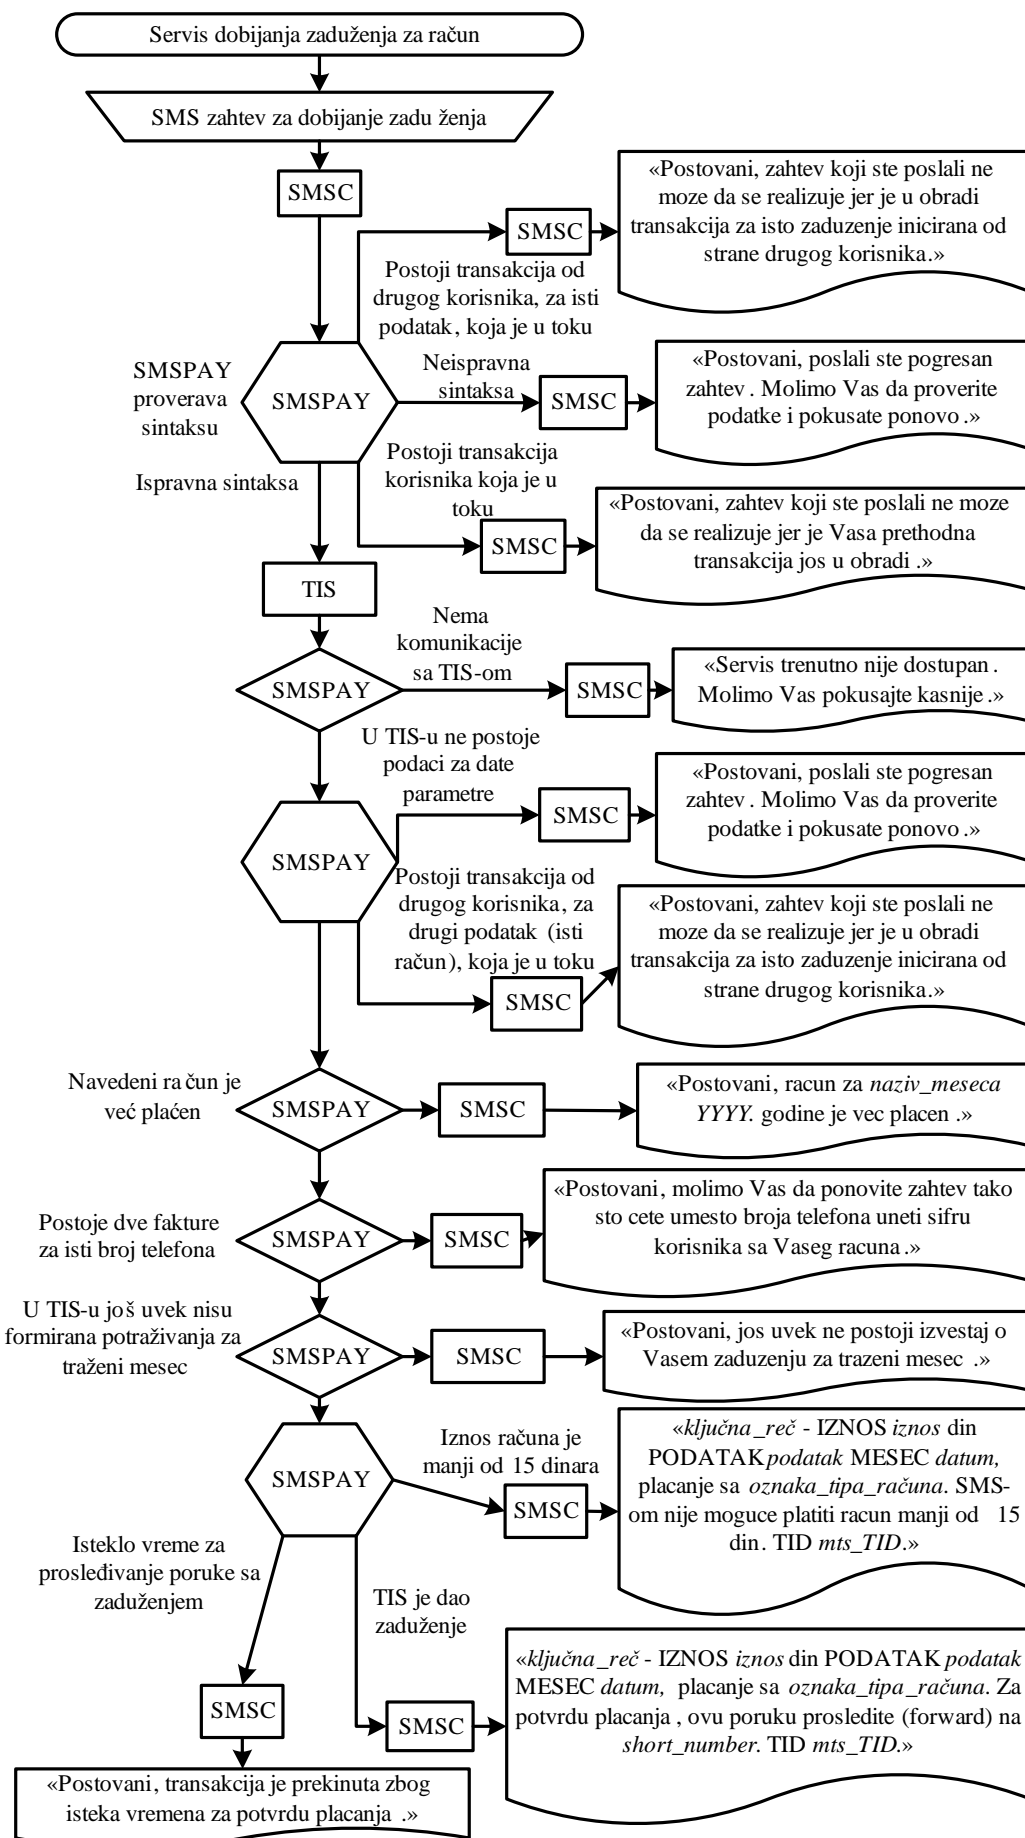 Servis dobijanja zaduženja za račun
SMS zahtev za dobijanje zadu ženja
SMSC
«Postovani, zahtev koji ste poslali ne
moze da se realizuje jer je u obradi
transakcija za isto zaduzenje inicirana od
strane drugog korisnika.»
SMSC
Postoji transakcija od
drugog korisnika, za isti
podatak, koja je u toku
SMSPAY
proverava
sintaksu
SMSPAY
Neispravna
sintaksa
SMSC
«Postovani, poslali ste pogresan
zahtev. Molimo Vas da proverite
podatke i pokusate ponovo.»
Ispravna sintaksa
Postoji transakcija
korisnika koja je u
toku
SMSC
«Postovani, zahtev koji ste poslali ne moze
da se realizuje jer je Vasa prethodna
transakcija jos u obradi .»
TIS
Nema
komunikacije
sa TIS-om
SMSPAY
SMSC
«Servis trenutno nije dostupan .
Molimo Vas pokusajte kasnije.»
U TIS-u ne postoje
podaci za date
parametre
SMSC
«Postovani, poslali ste pogresan
zahtev. Molimo Vas da proverite
podatke i pokusate ponovo.»
SMSPAY
Postoji transakcija od
drugog korisnika, za
drugi podatak (isti
račun), koja je u toku
SMSC
«Postovani, zahtev koji ste poslali ne
moze da se realizuje jer je u obradi
transakcija za isto zaduzenje inicirana od
strane drugog korisnika.»
Navedeni ra čun je
već plaćen
SMSPAY
SMSC
«Postovani, racun za naziv_meseca
YYYY. godine je vec placen .»
Postoje dve fakture
za isti broj telefona
SMSPAY
SMSC
«Postovani, molimo Vas da ponovite zahtev tako
sto cete umesto broja telefona uneti sifru
korisnika sa Vaseg racuna.»
U TIS-u još uvek nisu
formirana potraživanja za
traženi mesec
SMSPAY
SMSC
«Postovani, jos uvek ne postoji izvestaj o
Vasem zaduzenju za trazeni mesec .»
SMSPAY
Iznos računa je
manji od 15 dinara
SMSC
«ključna_reč - IZNOS iznos din
PODATAK podatak MESEC datum,
placanje sa oznaka_tipa_računa. SMS-
om nije moguce platiti racun manji od 15
din. TID mts_TID.»
Isteklo vreme za
prosleđivanje poruke sa
zaduženjem
TIS je dao
zaduženje
SMSC
SMSC
«ključna_reč - IZNOS iznos din PODATAK podatak
MESEC datum, placanje sa oznaka_tipa_računa. Za
potvrdu placanja , ovu poruku prosledite (forward) na
short_number. TID mts_TID.»
«Postovani, transakcija je prekinuta zbog
isteka vremena za potvrdu placanja .»